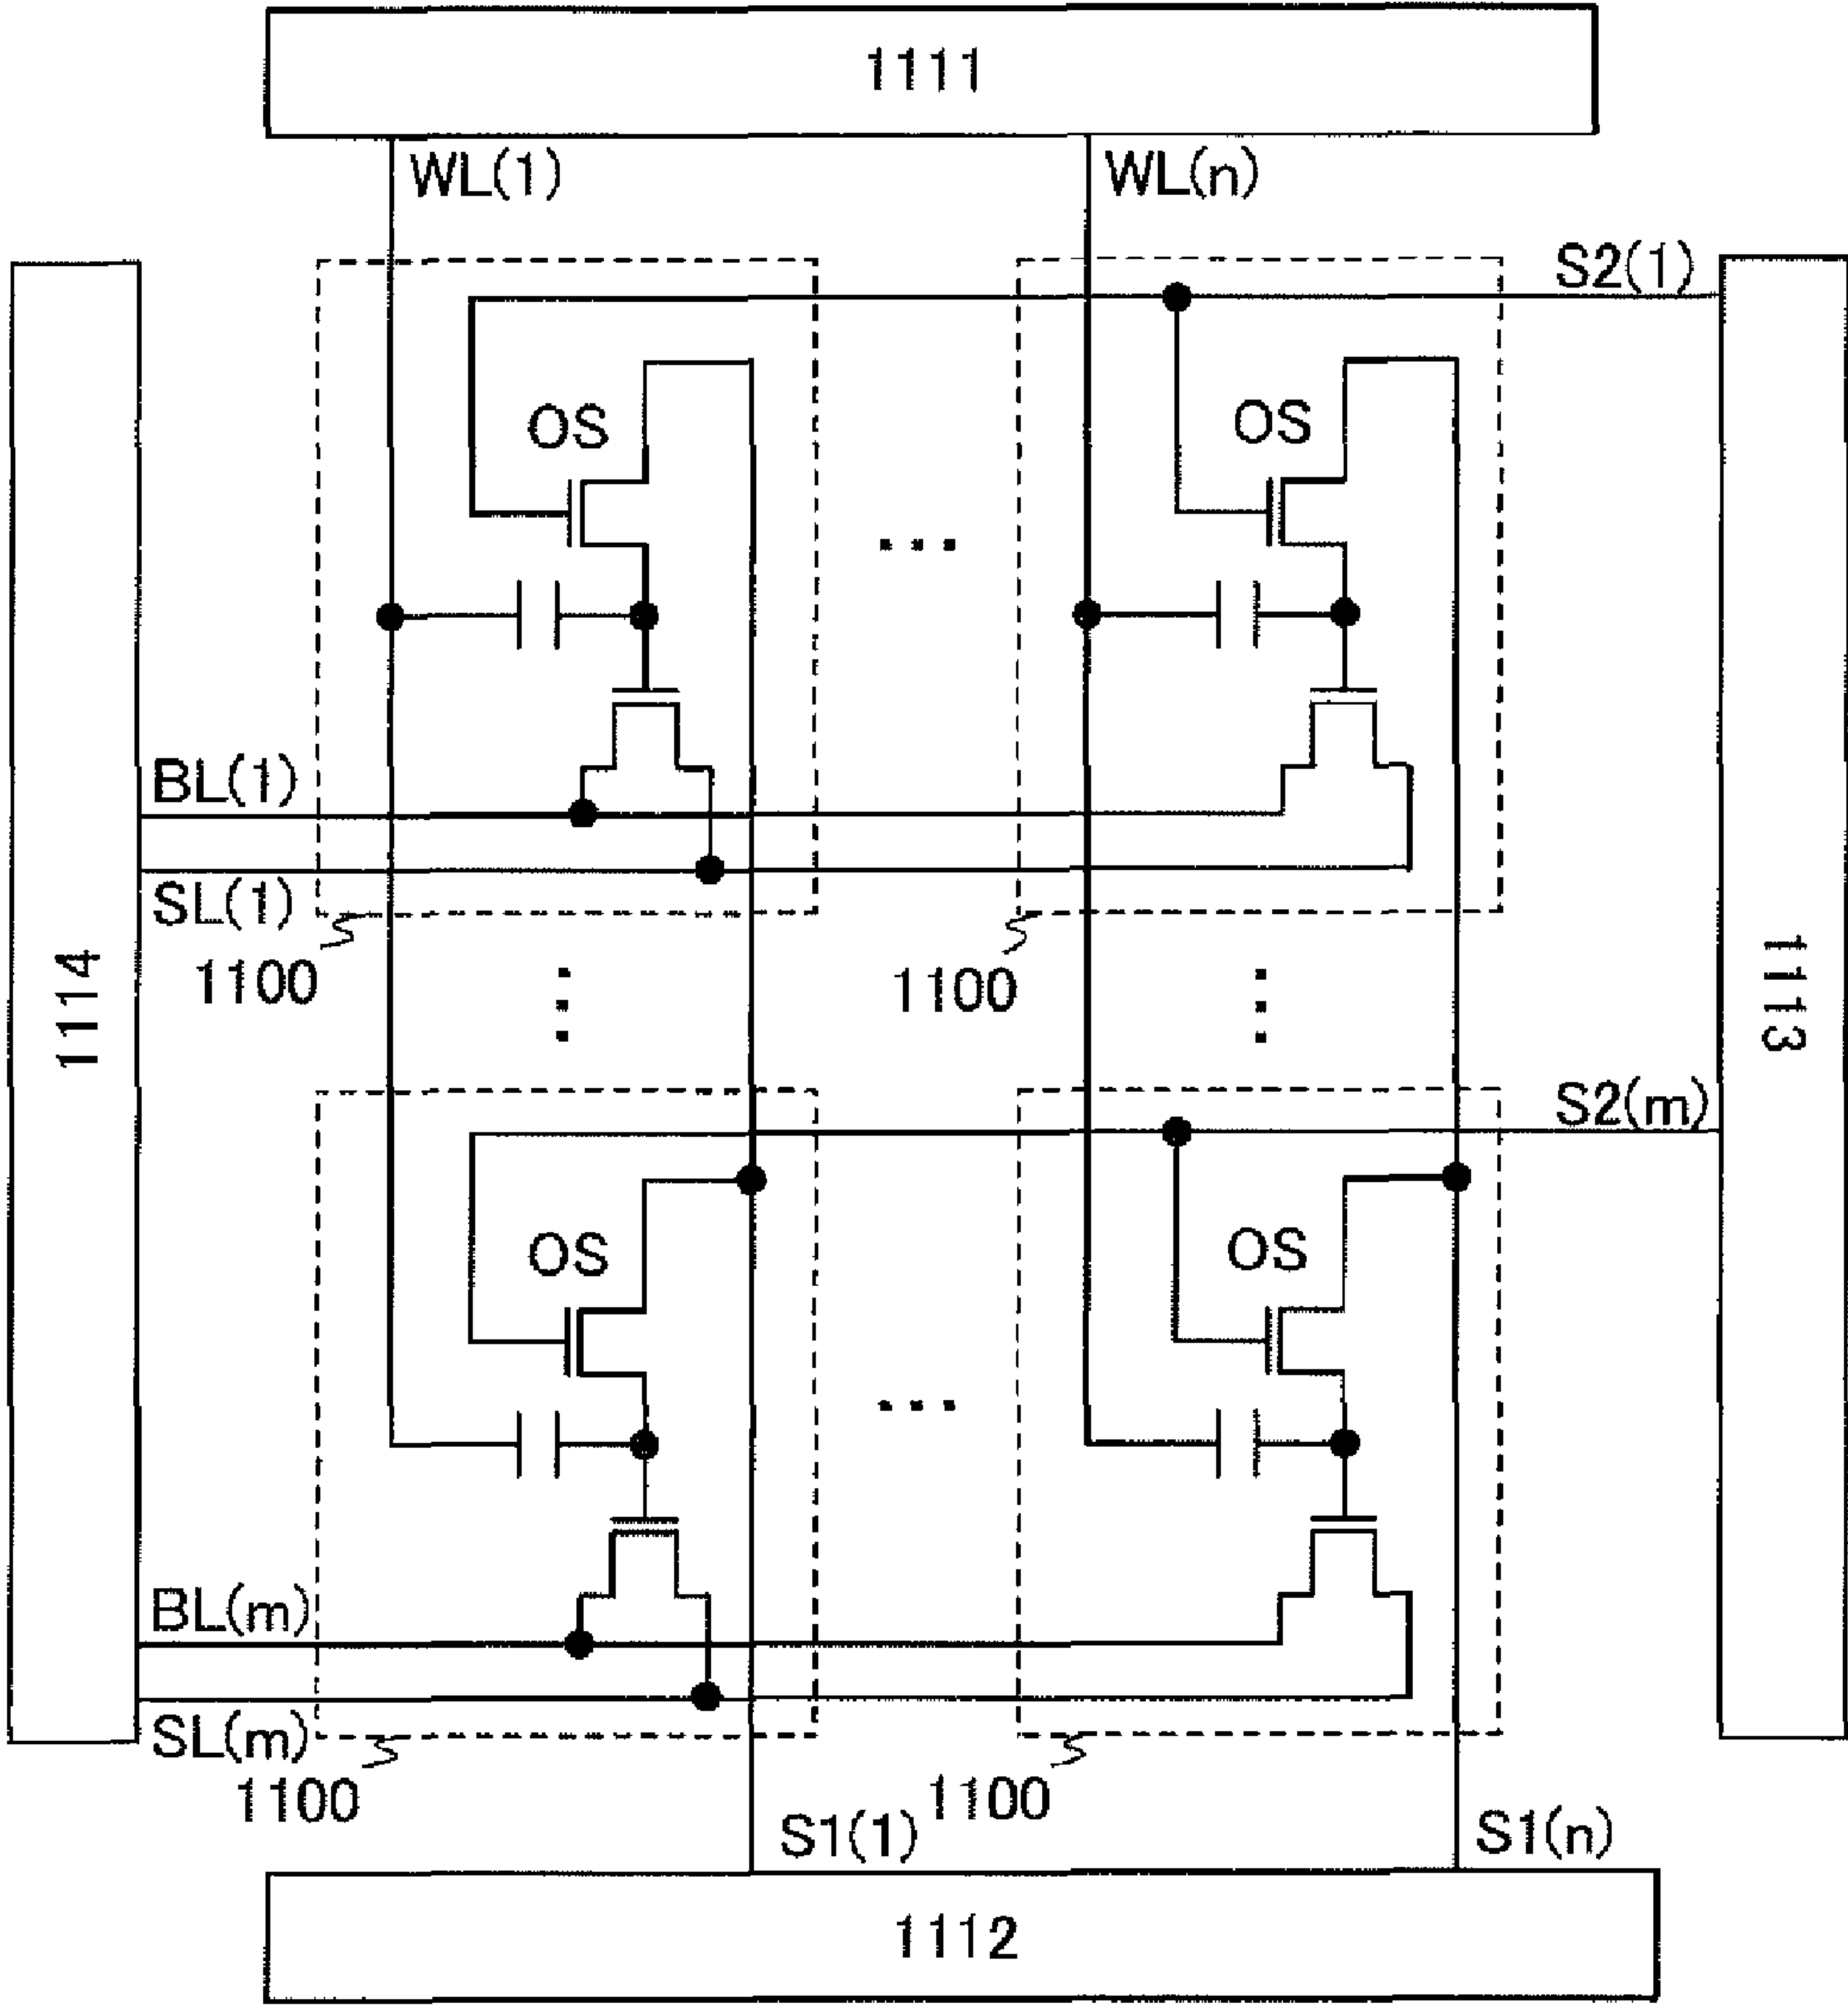 1111
WL(1)
WL(n)
S2(1)
OS
OS
...
BL(1)
SL(1)
1100
1100
1114
1113
S2(m)
OS
OS
...
BL(m)
SL(m)
1100
1100
S1(1)
S1(n)
1112